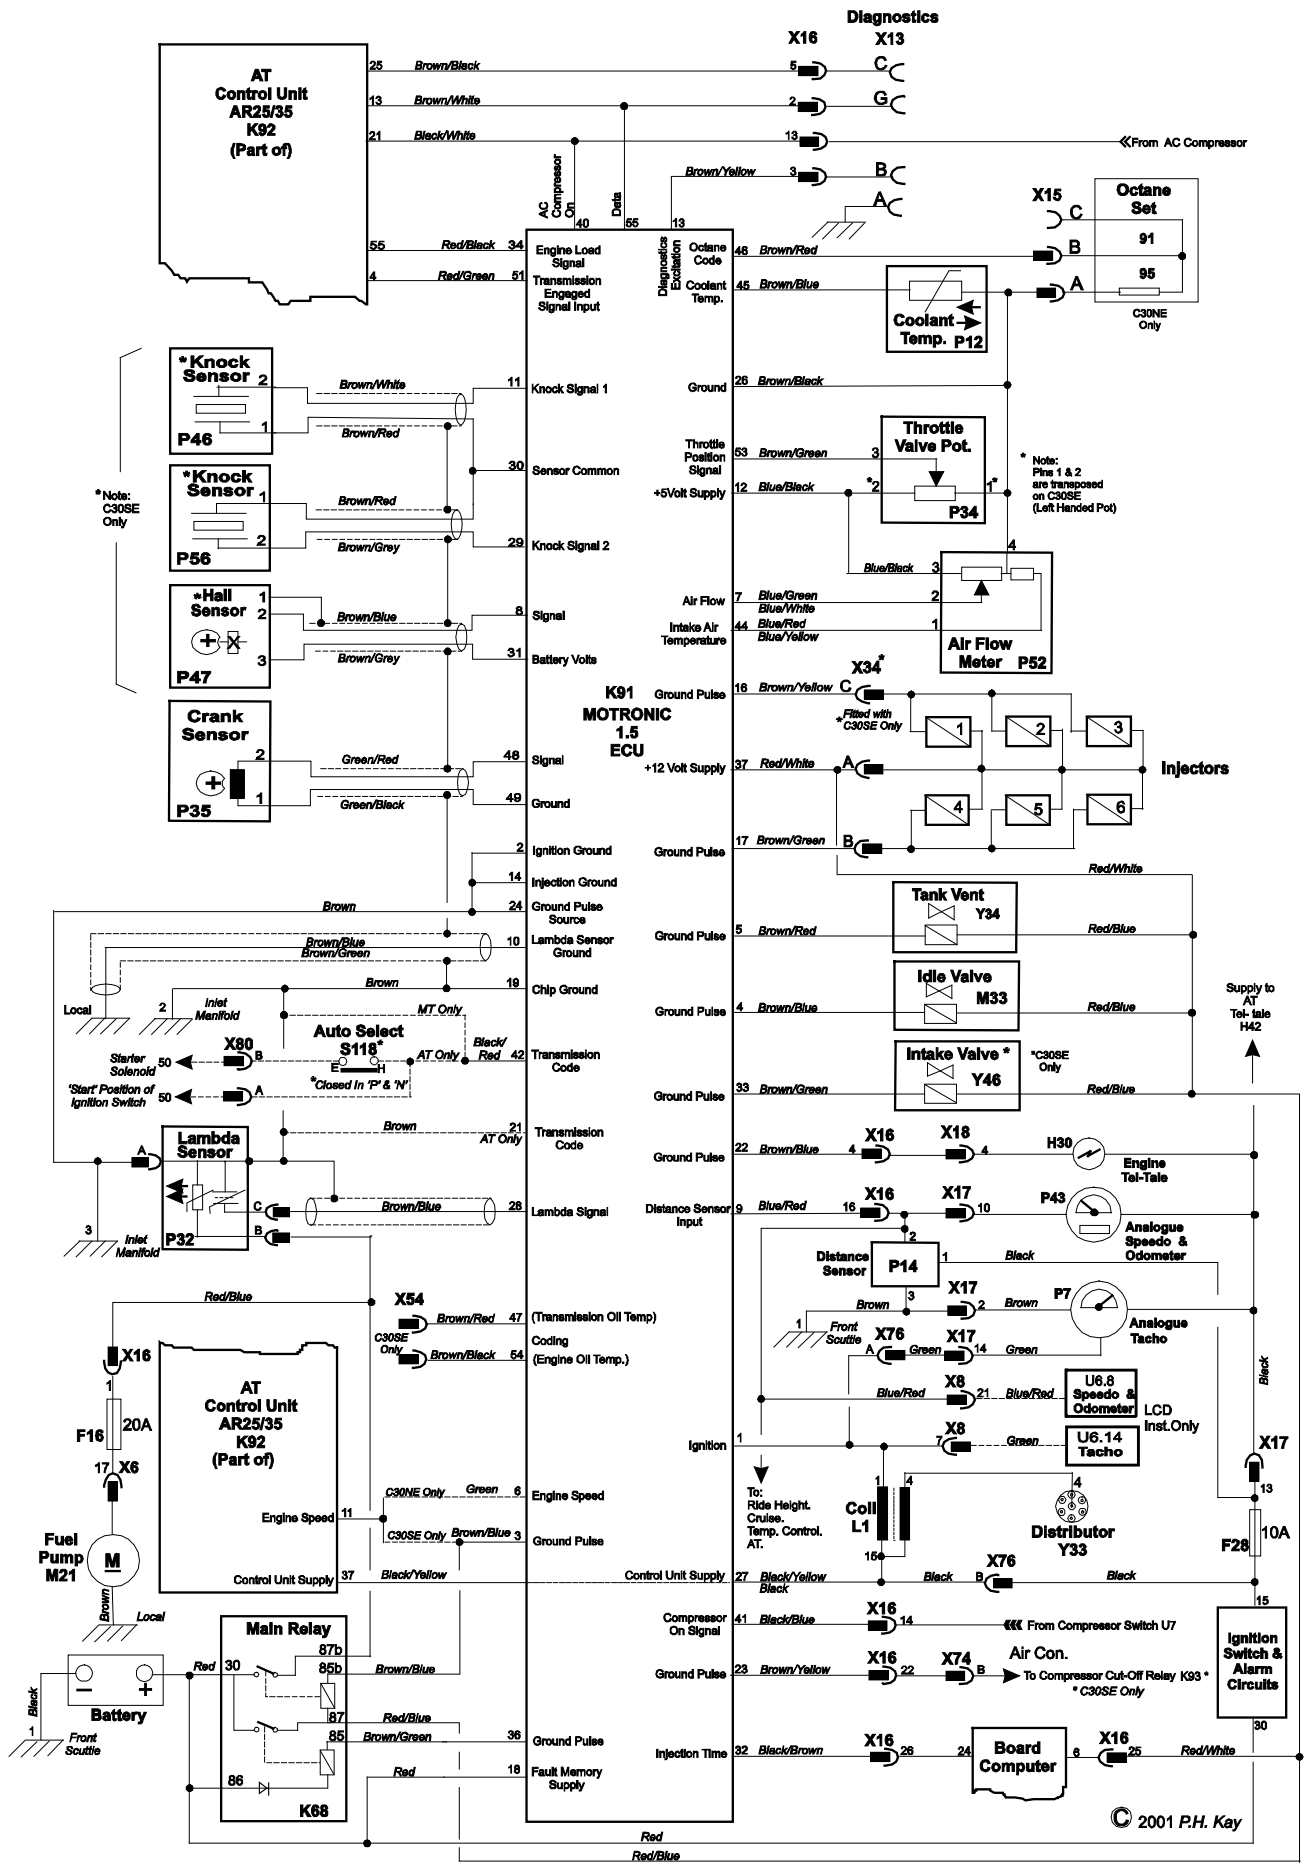 Diagnostics
X16
X13
AT
Control Unit
AR25/35
K92
(Part of)
25
Brown/Black
5
C
13
Brown/White
2
G
21
Black/White
13
From AC Compressor
Brown/Yellow
3
B
A
AC
Compressor
On
40
Data
55
13
Diagnostics
Excitation
X15
Octane
Set
C
91
B
95
A
C30NE
Only
55
Red/Black
34
Engine Load
Signal
4
Red/Green
51
Transmission
Engaged
Signal Input
Octane
Code
46
Brown/Red
Coolant
Temp.
45
Brown/Blue
Coolant
Temp.
P12
*Knock
Sensor
2
1
P46
Brown/White
Brown/Red
11
Knock Signal 1
Ground
26
Brown/Black
Throttle
Valve Pot.
3
*2
1*
P34
* Note:
Pins 1 & 2
are transposed
on C30SE
(Left Handed Pot)
30
Sensor Common
Throttle
Position
Signal
53
Brown/Green
+5Volt Supply
12
Blue/Black
*Note:
C30SE
Only
*Knock
Sensor
1
2
P56
Brown/Red
Brown/Grey
29
Knock Signal 2
4
Blue/Black
3
2
1
Air Flow
Meter
P52
*Hall
Sensor
1
2
3
P47
Brown/Blue
Brown/Grey
8
Signal
31
Battery Volts
Air Flow
7
Blue/Green
Blue/White
Intake Air
Temperature
44
Blue/Red
Blue/Yellow
K91
MOTRONIC
1.5
ECU
Ground Pulse
16
Brown/Yellow
C
X34*
*Fitted with
C30SE Only
1
2
3
Crank
Sensor
2
1
P35
Green/Red
Green/Black
48
Signal
49
Ground
+12 Volt Supply
37
Red/White
A
Injectors
4
5
6
2
Ignition Ground
Ground Pulse
17
Brown/Green
B
Red/White
14
Injection Ground
Brown
24
Ground Pulse
Source
Tank Vent
Y34
Ground Pulse
5
Brown/Red
Red/Blue
Brown/Blue
Brown/Green
10
Lambda Sensor
Ground
Brown
19
Chip Ground
Local
2
Inlet
Manifold
Idle Valve
M33
Ground Pulse
4
Brown/Blue
Red/Blue
Supply to
AT
Tel- tale
H42
MT Only
Auto Select
S118*
Black/
Red
AT Only
42
Transmission
Code
Starter
Solenoid
50
X80
B
E
H
*Closed In 'P' & 'N'
'Start' Position of
Ignition Switch
50
A
Intake Valve *
Y46
*C30SE
Only
Ground Pulse
33
Brown/Green
Red/Blue
Brown
21
AT Only
Transmission
Code
A
Lambda
Sensor
C
B
P32
Brown/Blue
28
Lambda Signal
3
Inlet
Manifold
Ground Pulse
22
Brown/Blue
4
X16
X18
4
H30
Engine
Tel-Tale
Distance Sensor
Input
9
Blue/Red
16
X16
X17
10
P43
Analogue
Speedo &
Odometer
Distance
Sensor
2
P14
1
3
Black
Brown
X17
2
Brown
P7
Analogue
Tacho
1
Front
Scuttle
X76
A
Green
X17
14
Green
Red/Blue
X54
Brown/Red
47
(Transmission Oil Temp)
C30SE
Only
Coding
Brown/Black
54
(Engine Oil Temp.)
Black
X16
1
F16
20A
17
X6
AT
Control Unit
AR25/35
K92
(Part of)
Blue/Red
X8
21
Blue/Red
U6.8
Speedo &
Odometer
LCD
Inst.Only
Ignition
1
7
X8
Green
U6.14
Tacho
X17
13
To:
Ride Height.
Cruise.
Temp. Control.
AT.
1
4
Coil
L1
15
4
Distributor
Y33
F28
10A
C30NE Only
Green
6
Engine Speed
Engine Speed
11
C30SE Only
Brown/Blue
3
Ground Pulse
Fuel
Pump
M21
M
Brown
Local
Control Unit Supply
37
Black/Yellow
Control Unit Supply
27
Black/Yellow
Black
Black
B
X76
Black
15
Compressor
On Signal
41
Black/Blue
X16
14
From Compressor Switch U7
Air Con.
Ignition
Switch &
Alarm
Circuits
30
Ground Pulse
23
Brown/Yellow
X16
22
X74
B
To Compressor Cut-Off Relay K93 *
* C30SE Only
Main Relay
Red
30
87b
85b
Brown/Blue
87
Red/Blue
85
Brown/Green
36
Ground Pulse
86
K68
Red
18
Fault Memory
Supply
Battery
Black
1
Front
Scuttle
Injection Time
32
Black/Brown
X16
26
24
Board
Computer
6
X16
25
Red/White
Red
Red/Blue
© 2001 P.H. Kay